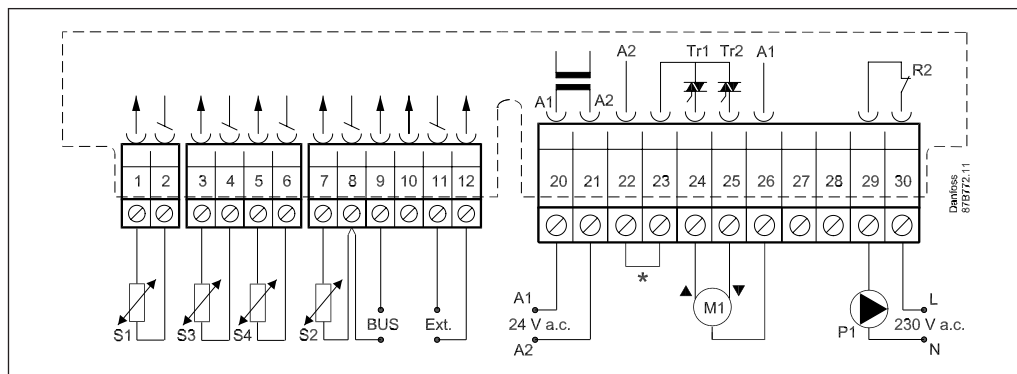 A2 Tr1 Tr2 A1
R2
A1 A2
1 2 3 4 5 6 7 8 9 10 11 12
20 21 22 23 24 25 26 27 28 29 30
Danfoss
87B772.11
*
A1
24 V a.c.
A2
M1
P1
L
230 V a.c.
N
S1 S3 S4 S2 BUS Ext.